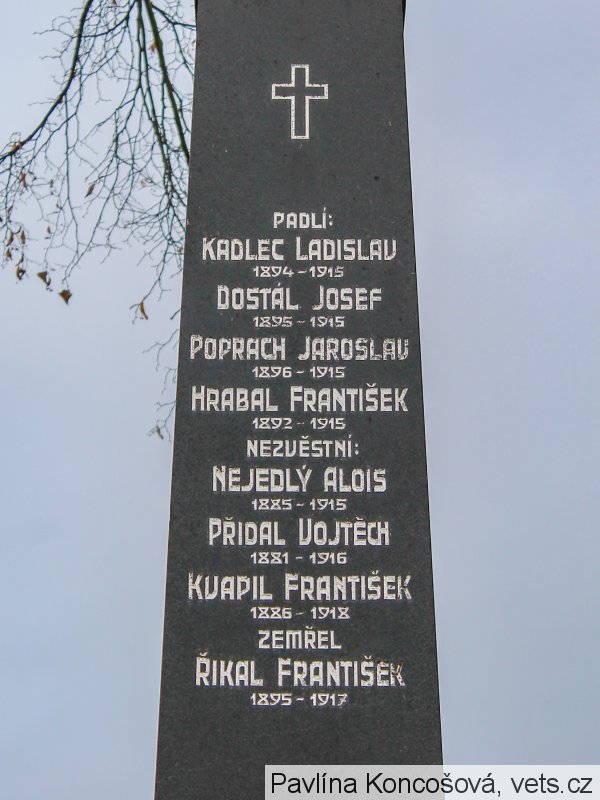 PADLÍ:
KADLEC LADISLAV
1894 - 1915
DOSTÁL JOSEF
1895 - 1915
POPRACH JAROSLAV
1896 - 1915
HRABAL FRANTIŠEK
1892 - 1915
NEZVĚSTNÍ:
NEJEDLÝ ALOIS
1885 - 1915
PŘIDAL VOJTĚCH
1881 - 1916
KVAPIL FRANTIŠEK
1886 - 1918
ZEMŘEL
ŘIKAL FRANTIŠEK
1895 - 1917
Pavlína Koncošová, vets.cz